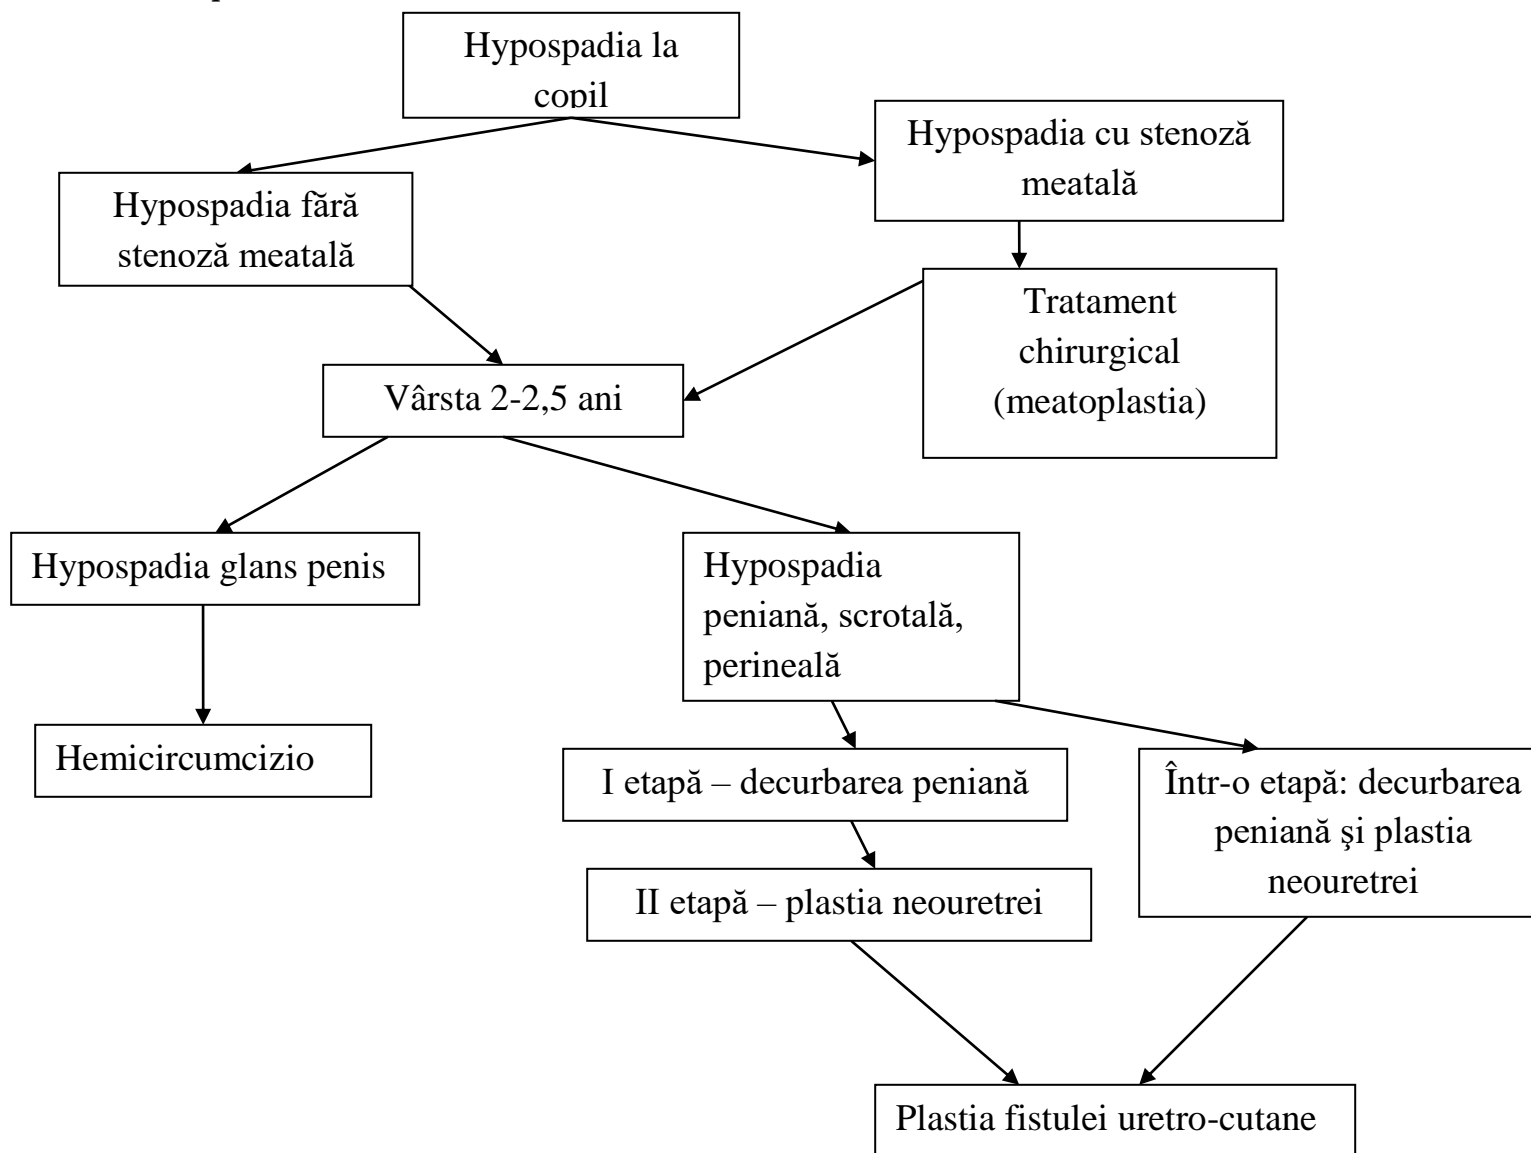 Hypospadia la
copil
Hypospadia cu stenoză
meatală
Hypospadia fără
stenoză meatală
Tratament
chirurgical
(meatoplastia)
Vârsta 2-2,5 ani
Hypospadia glans penis
Hypospadia
peniană, scrotală,
perineală
Hemicircumcizio
I etapă – decurbarea peniană
Într-o etapă: decurbarea
peniană şi plastia
neouretrei
II etapă – plastia neouretrei
Plastia fistulei uretro-cutane